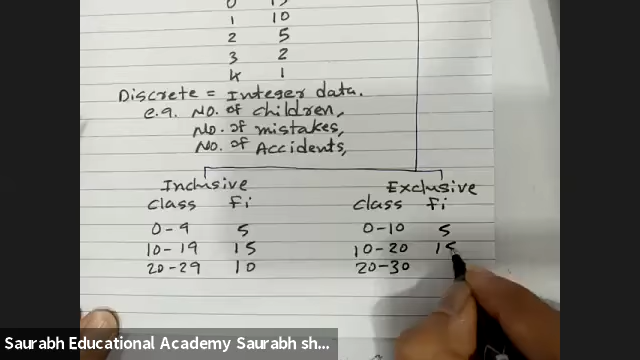 0 15
1 10
2 5
3 2
4 1
Discrete = Integer data.
e.g. No. of children,
No. of mistakes,
No. of Accidents,
Inclusive Exclusive
class fi class fi
0-9 5 0-10 5
10-19 15 10-20 15
20-29 10 20-30
Saurabh Educational Academy Saurabh sh...